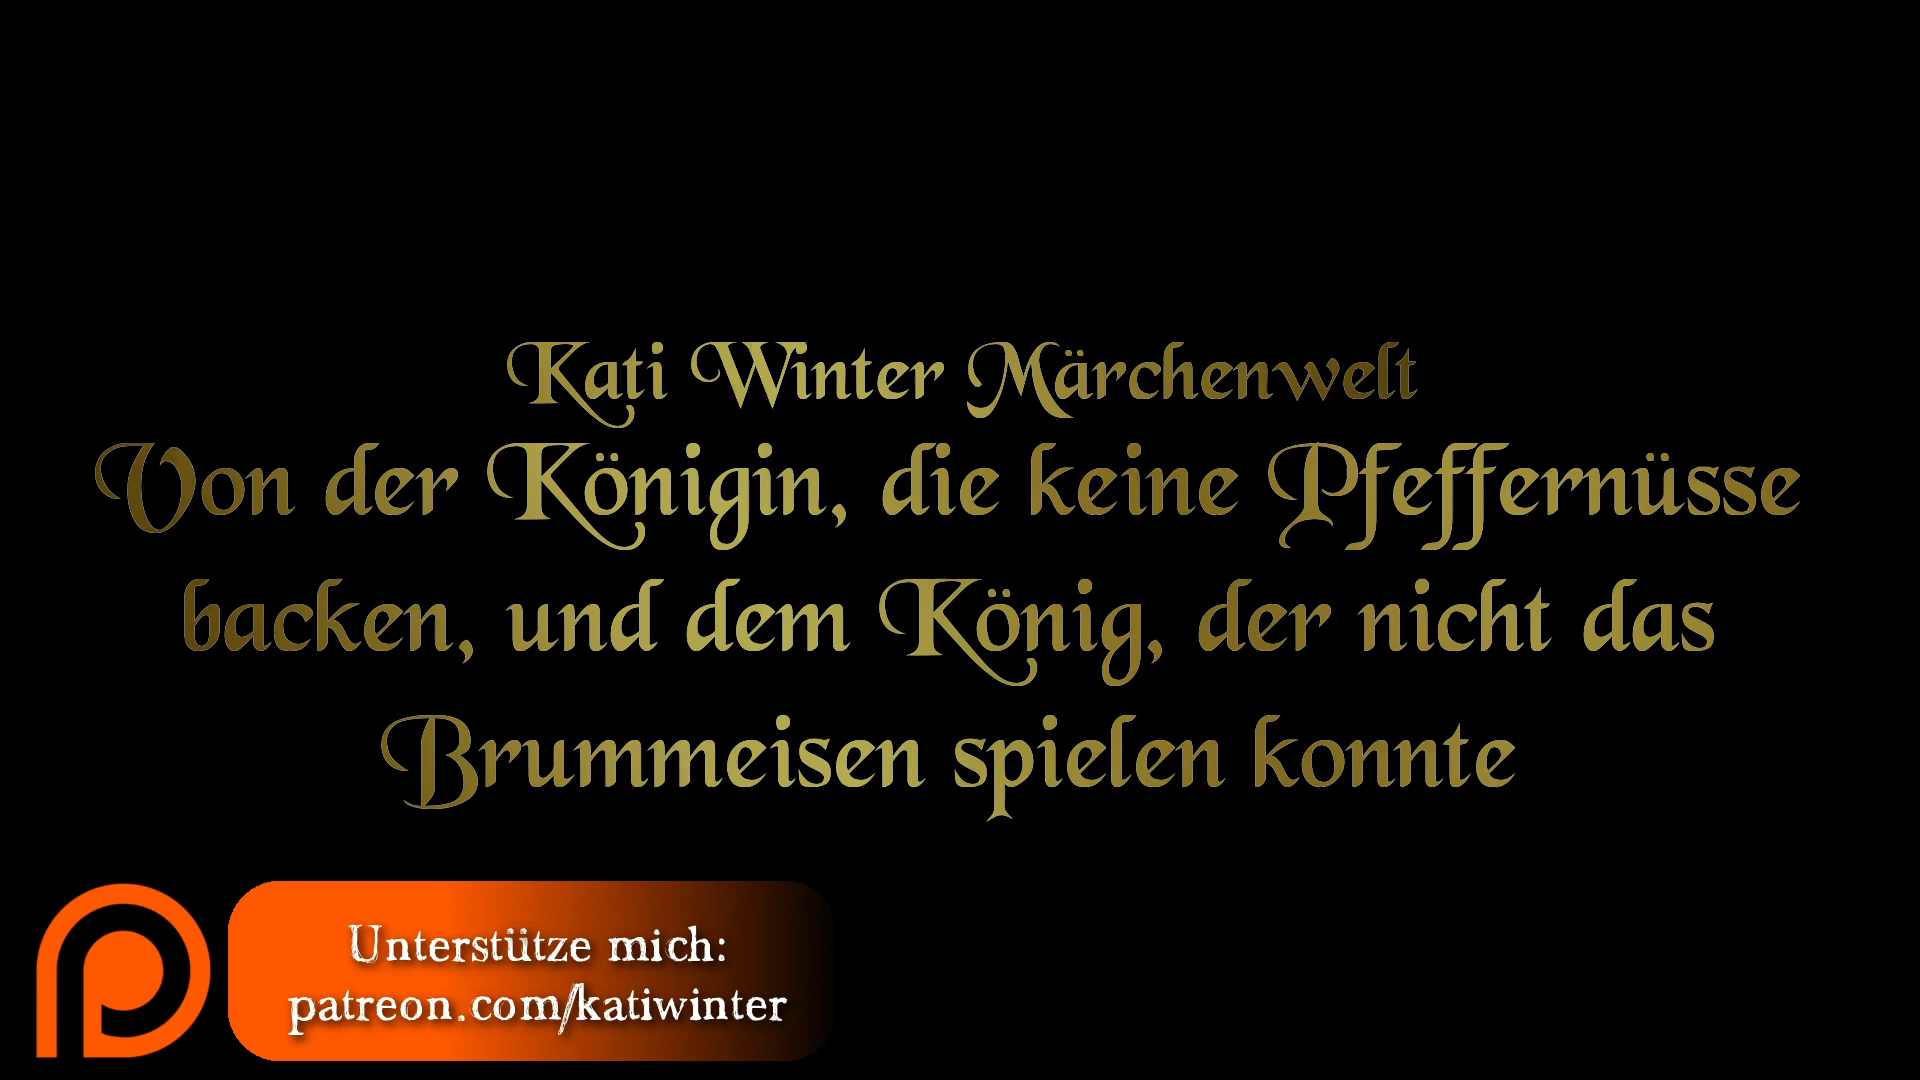 Kati Winter Märchenwelt
Von der Königin, die keine Pfeffernüsse
backen, und dem König, der nicht das
Brummeisen spielen konnte
Unterstütze mich:
patreon.com/katiwinter